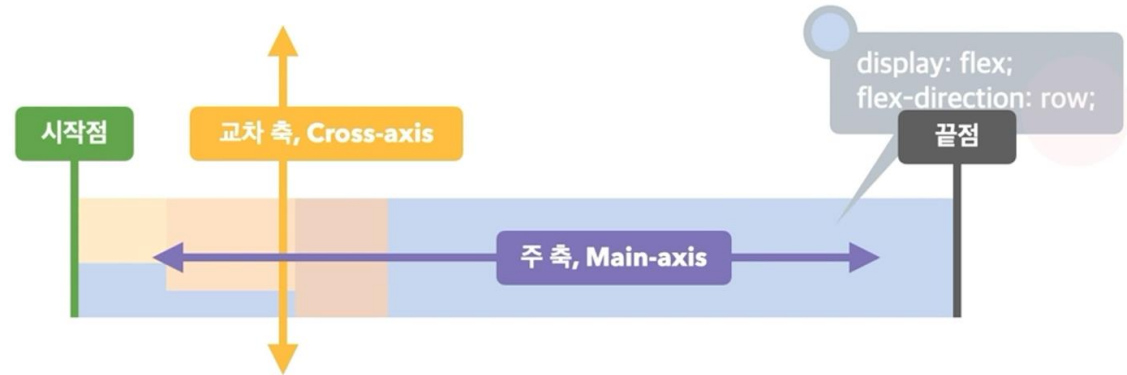 display: flex;
flex-direction: row;
시작점
교차 축, Cross-axis
끝점
주 축, Main-axis